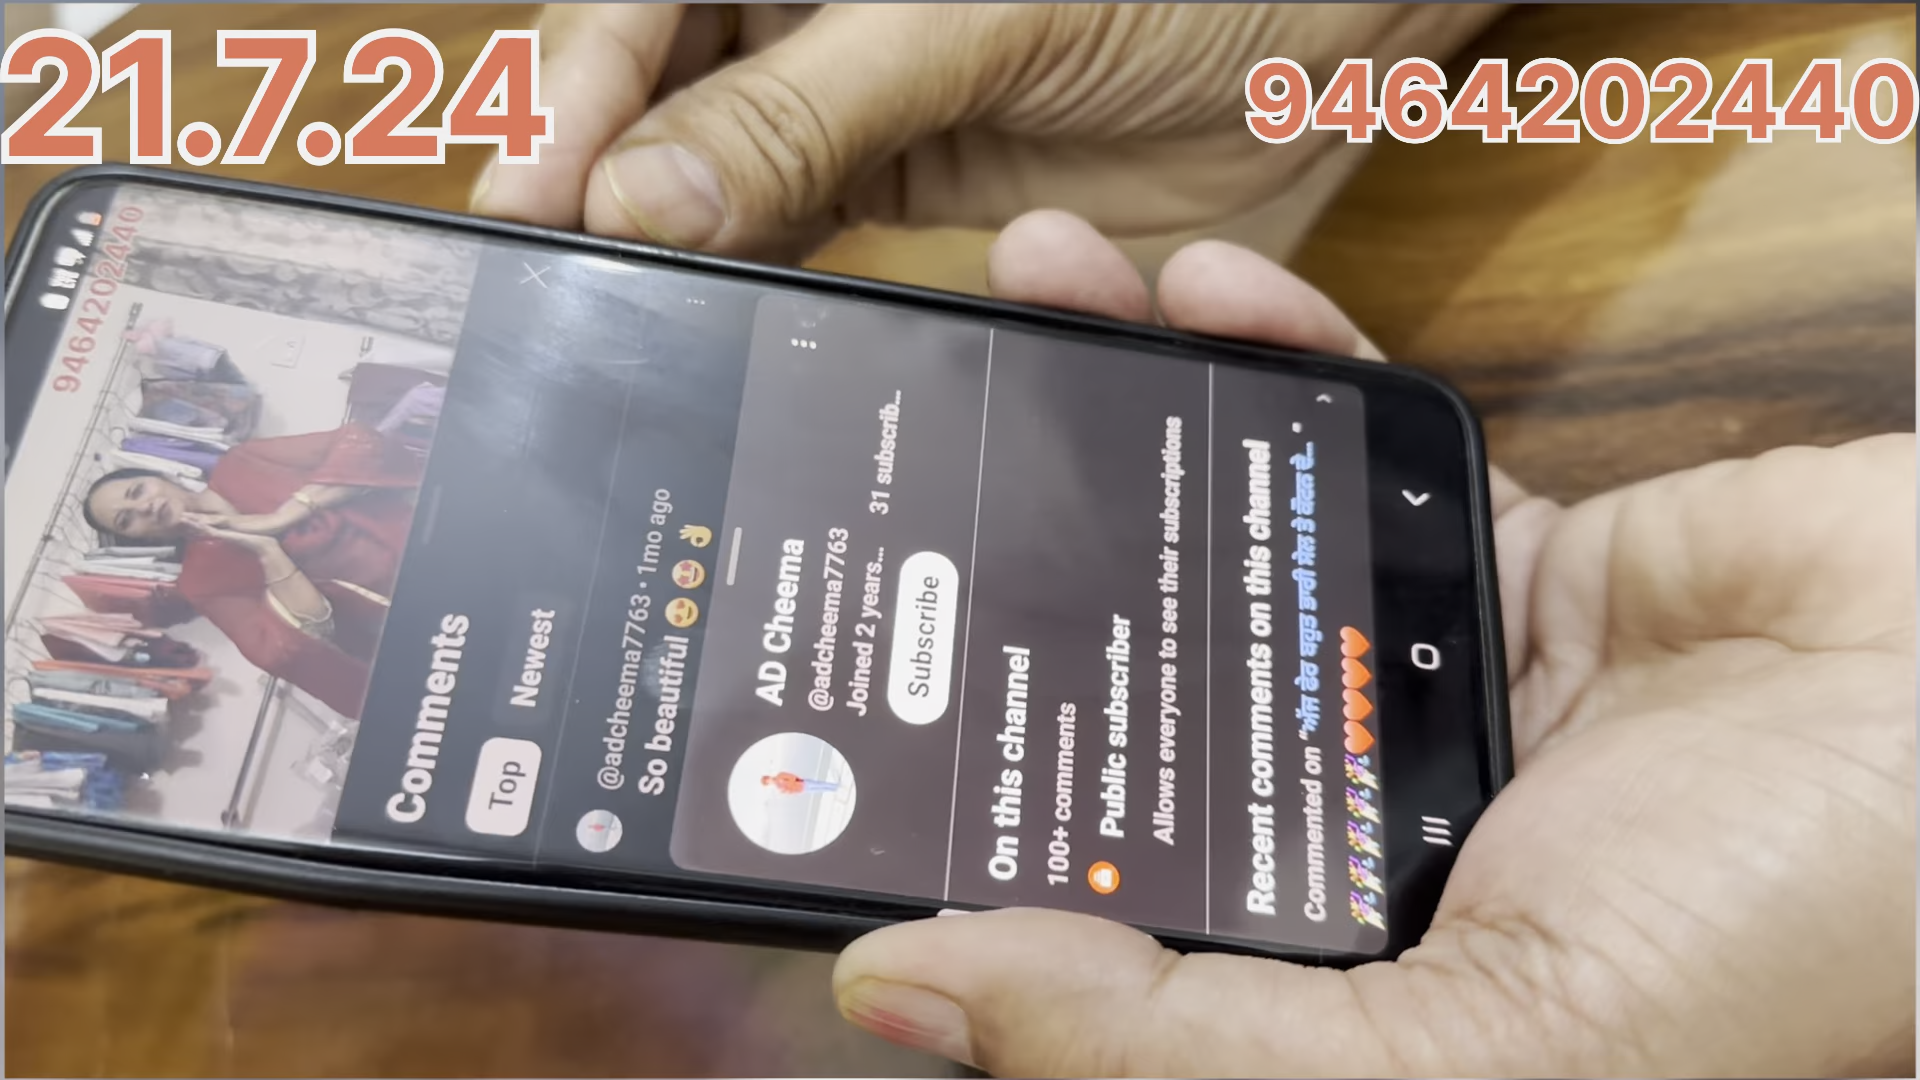 21.7.24
9464202440
9464202440
Comments
Top
Newest
@adcheema7763 • 1mo ago
So beautiful 😍🤩👌
AD Cheema
@adcheema7763
Joined 2 years... 31 subscrib...
Subscribe
On this channel
100+ comments
Public subscriber
Allows everyone to see their subscriptions
Recent comments on this channel
Commented on "ਅੱਜ ਫੇਰ ਬਹੁਤ ਭਾਰੀ ਸੇਲ ਤੇ